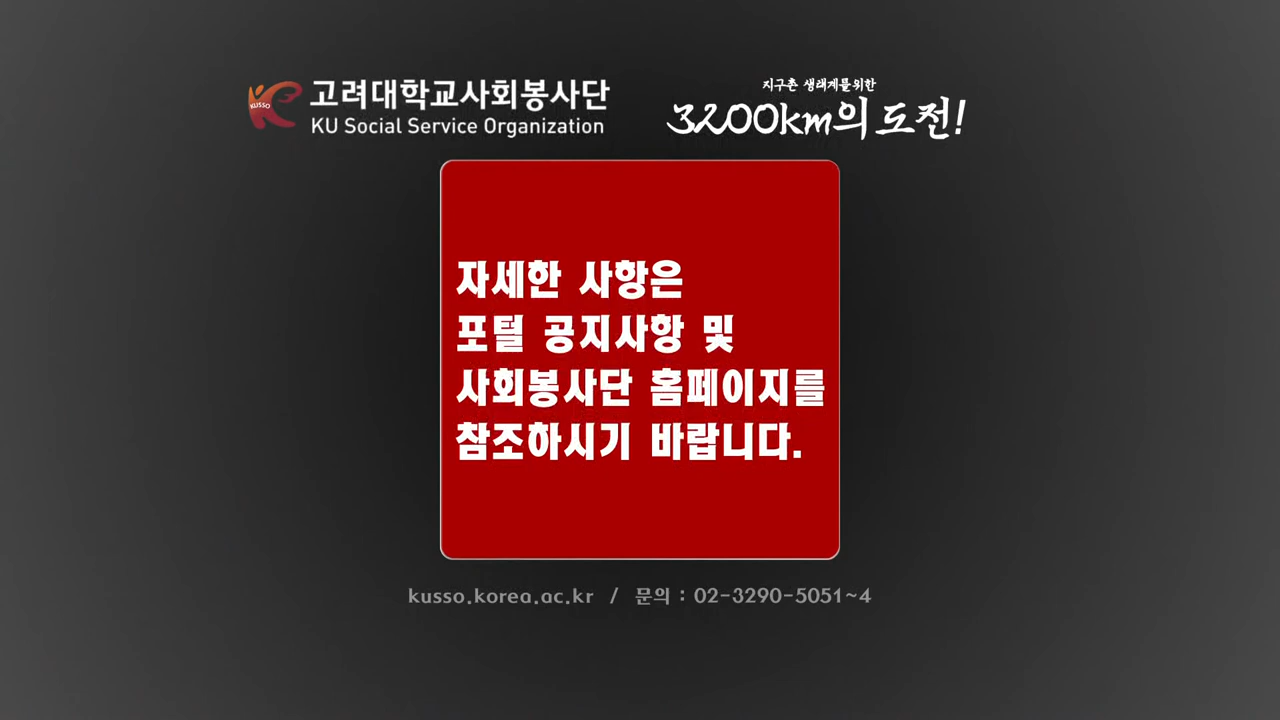 KUSSO
고려대학교사회봉사단
KU Social Service Organization
지구촌 생태계를위한
3200km의 도전!
자세한 사항은
포털 공지사항 및
사회봉사단 홈페이지를
참조하시기 바랍니다.
kusso.korea.ac.kr / 문의 : 02-3290-5051~4